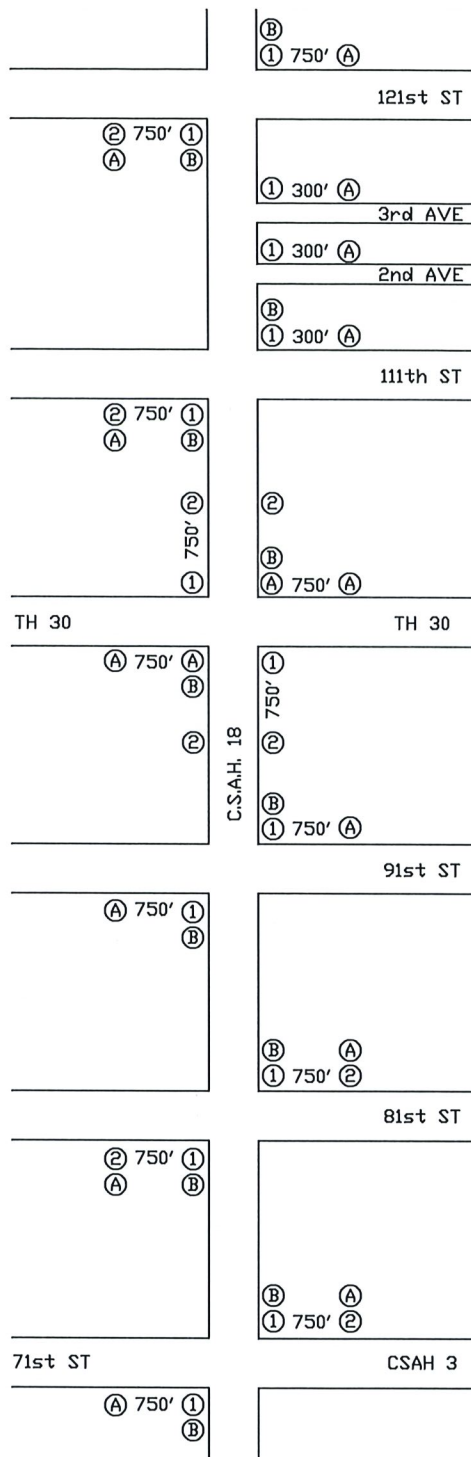 B
1 750' A
121st ST
2 750' 1
A B
1 300' A
3rd AVE
1 300' A
2nd AVE
B
1 300' A
111th ST
2 750' 1
A B
2 2
750'
B
1 A 750' A
TH 30 TH 30
A 750' A 1
B
750'
2 2
C.S.A.H. 18
B
1 750' A
91st ST
A 750' 1
B
B A
1 750' 2
81st ST
2 750' 1
A B
B A
1 750' 2
71st ST CSAH 3
A 750' 1
B